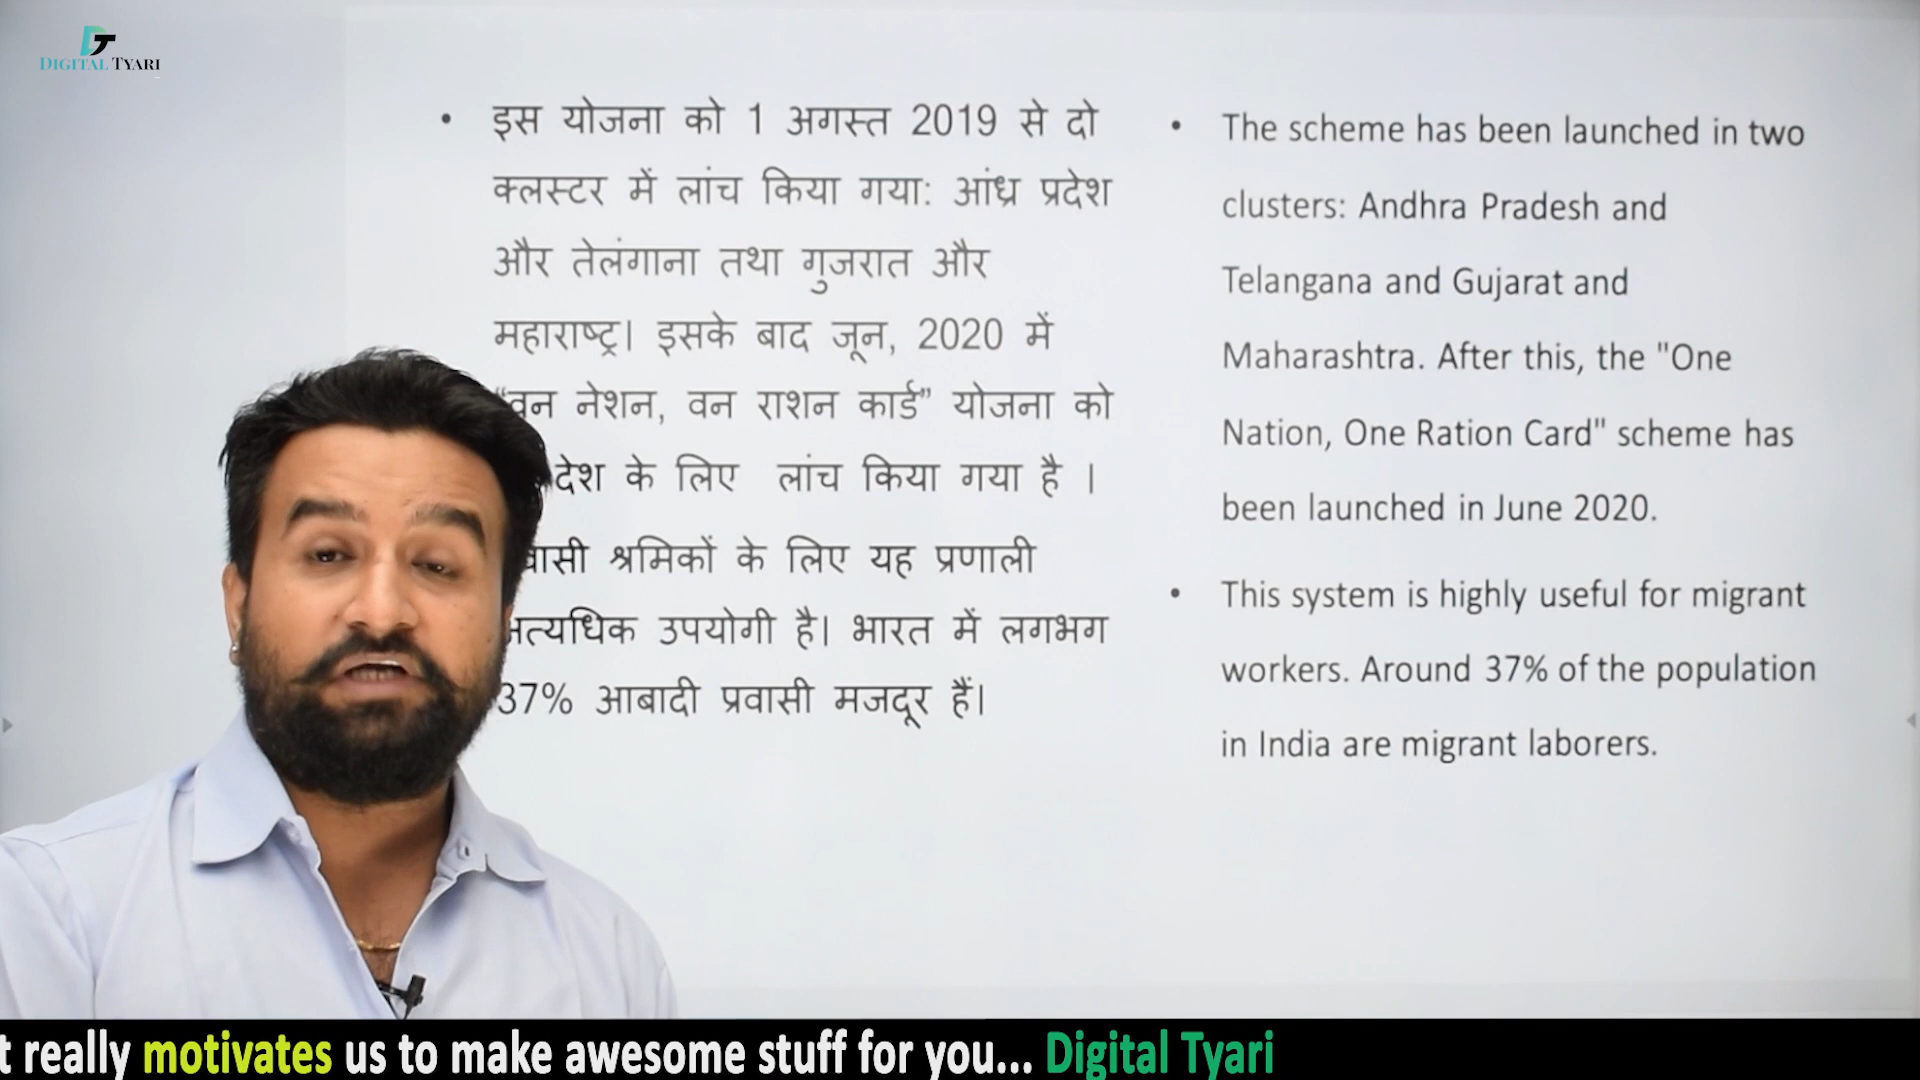 DIGITAL TYARI
• इस योजना को 1 अगस्त 2019 से दो
क्लस्टर में लांच किया गया: आंध्र प्रदेश
और तेलंगाना तथा गुजरात और
महाराष्ट्र। इसके बाद जून, 2020 में
“वन नेशन, वन राशन कार्ड” योजना को
देश के लिए लांच किया गया है ।
श्रमिकों के लिए यह प्रणाली
अत्यधिक उपयोगी है। भारत में लगभग
37% आबादी प्रवासी मजदूर हैं।
• The scheme has been launched in two
clusters: Andhra Pradesh and
Telangana and Gujarat and
Maharashtra. After this, the "One
Nation, One Ration Card" scheme has
been launched in June 2020.
• This system is highly useful for migrant
workers. Around 37% of the population
in India are migrant laborers.
t really motivates us to make awesome stuff for you... Digital Tyari